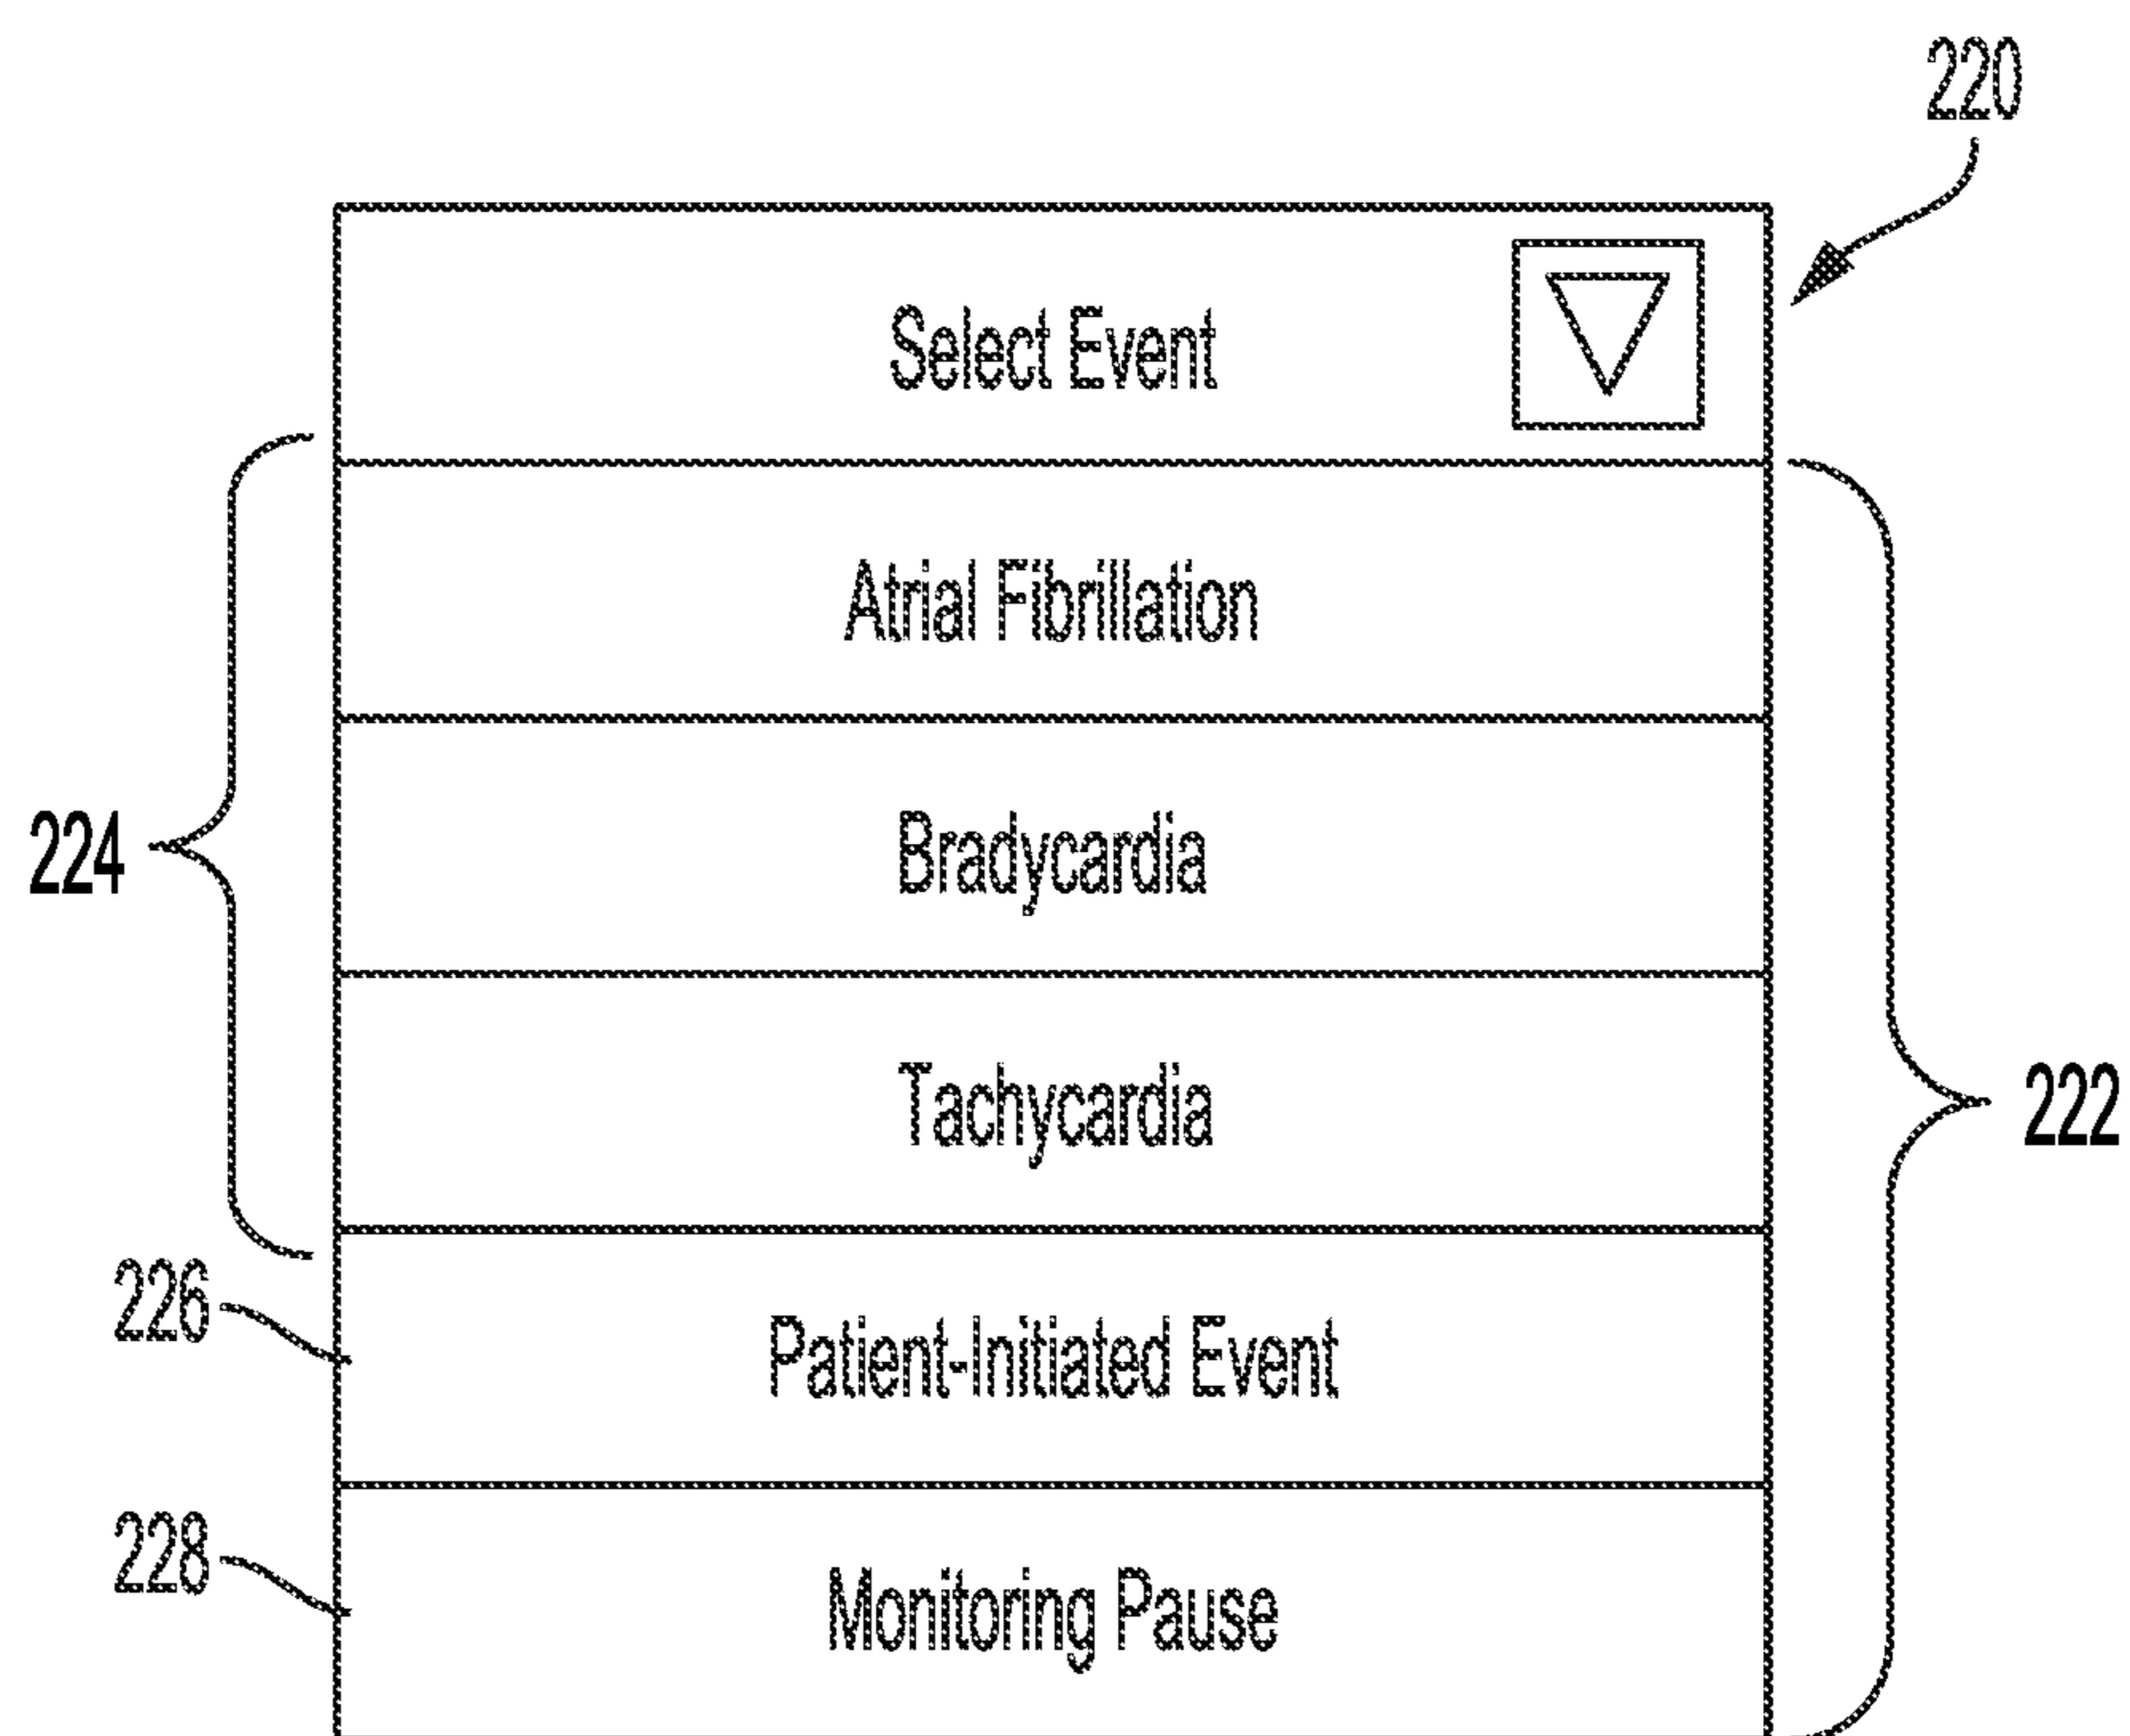 220
Select Event
Atrial Fibrillation
224
Bradycardia
Tachycardia
222
226
Patient-Initiated Event
228
Monitoring Pause